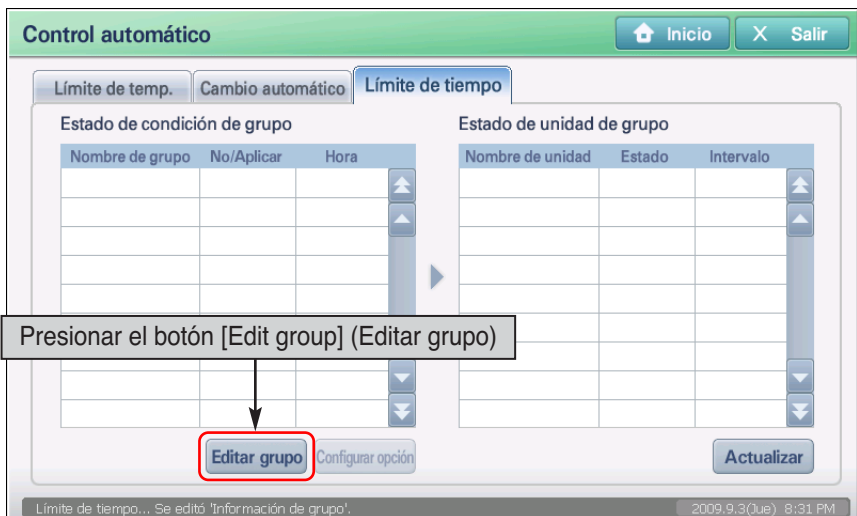 Control automático
Inicio
X Salir
Límite de temp.
Cambio automático
Límite de tiempo
Estado de condición de grupo
Estado de unidad de grupo
Nombre de grupo No/Aplicar Hora
Nombre de unidad Estado Intervalo
Presionar el botón [Edit group] (Editar grupo)
Editar grupo
Configurar opción
Actualizar
Límite de tiempo... Se editó 'Información de grupo'.
2009.9.3(Jue) 8:31 PM